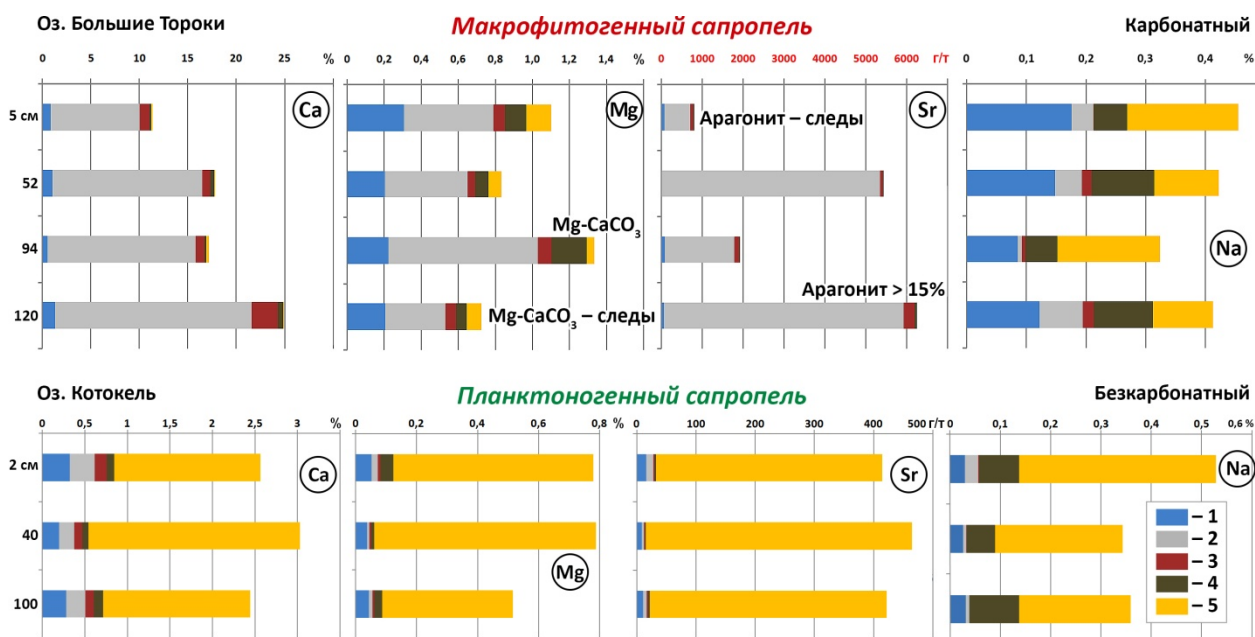 Оз. Большие Тороки
Макрофитогенный сапропель
Карбонатный
0 5 10 15 20 25 %
0 0,2 0,4 0,6 0,8 1,0 1,2 1,4 %
0 1000 2000 3000 4000 5000 6000 г/т
0 0,1 0,2 0,3 0,4 %
Ca
Mg
Sr
Na
5 см
52
94
120
Арагонит – следы
Mg-CaCO₃
Арагонит > 15%
Mg-CaCO₃ – следы
Оз. Котокель
Планктоногенный сапропель
Безкарбонатный
0 0,5 1 1,5 2 2,5 3 %
0 0,2 0,4 0,6 0,8 %
0 100 200 300 400 500 г/т
0 0,1 0,2 0,3 0,4 0,5 0,6 %
Ca
Mg
Sr
Na
2 см
40
100
– 1
– 2
– 3
– 4
– 5